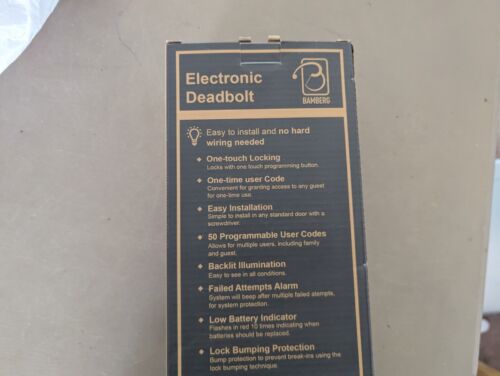 Electronic
Deadbolt
BAMBERG
Easy to install and no hard
wiring needed
One-touch Locking
Locks with one touch programming button.
One-time user Code
Convenient for granting access to any guest
for one-time use.
Easy Installation
Simple to install in any standard door with a
screwdriver.
50 Programmable User Codes
Allows for multiple users, including family
and guest.
Backlit Illumination
Easy to see in all conditions.
Failed Attempts Alarm
System will beep after multiple failed atempts,
for system protection.
Low Battery Indicator
Flashes in red 10 times indicating when
batteries should be replaced.
Lock Bumping Protection
Bump protection to prevent break-ins using the
lock bumping technique.